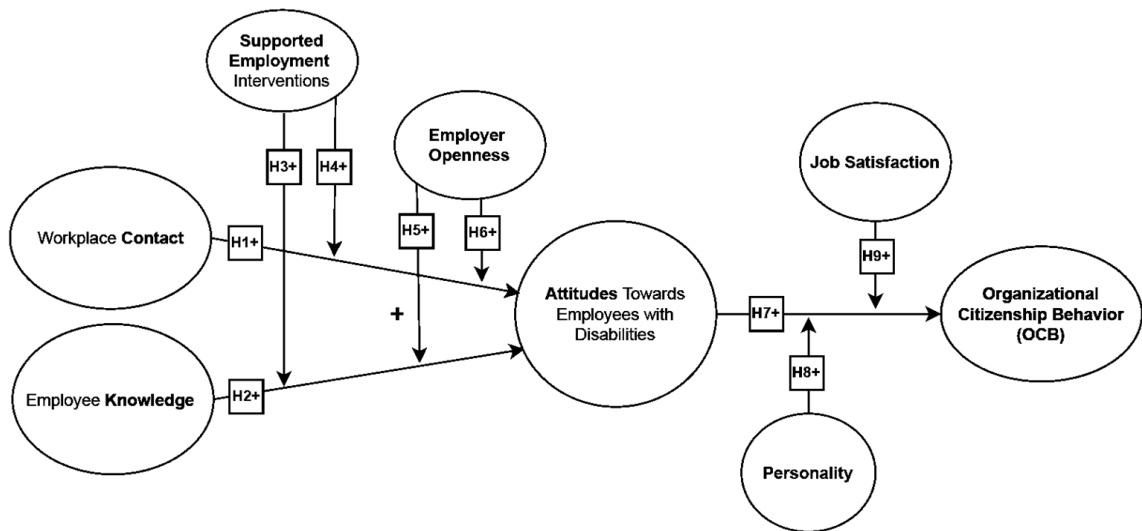 Supported
Employment
Interventions
Employer
Openness
Job Satisfaction
H3+
H4+
H5+
H6+
Workplace Contact
H1+
H9+
Attitudes Towards
Employees with
Disabilities
H7+
Organizational
Citizenship Behavior
(OCB)
+
H8+
Employee Knowledge
H2+
Personality